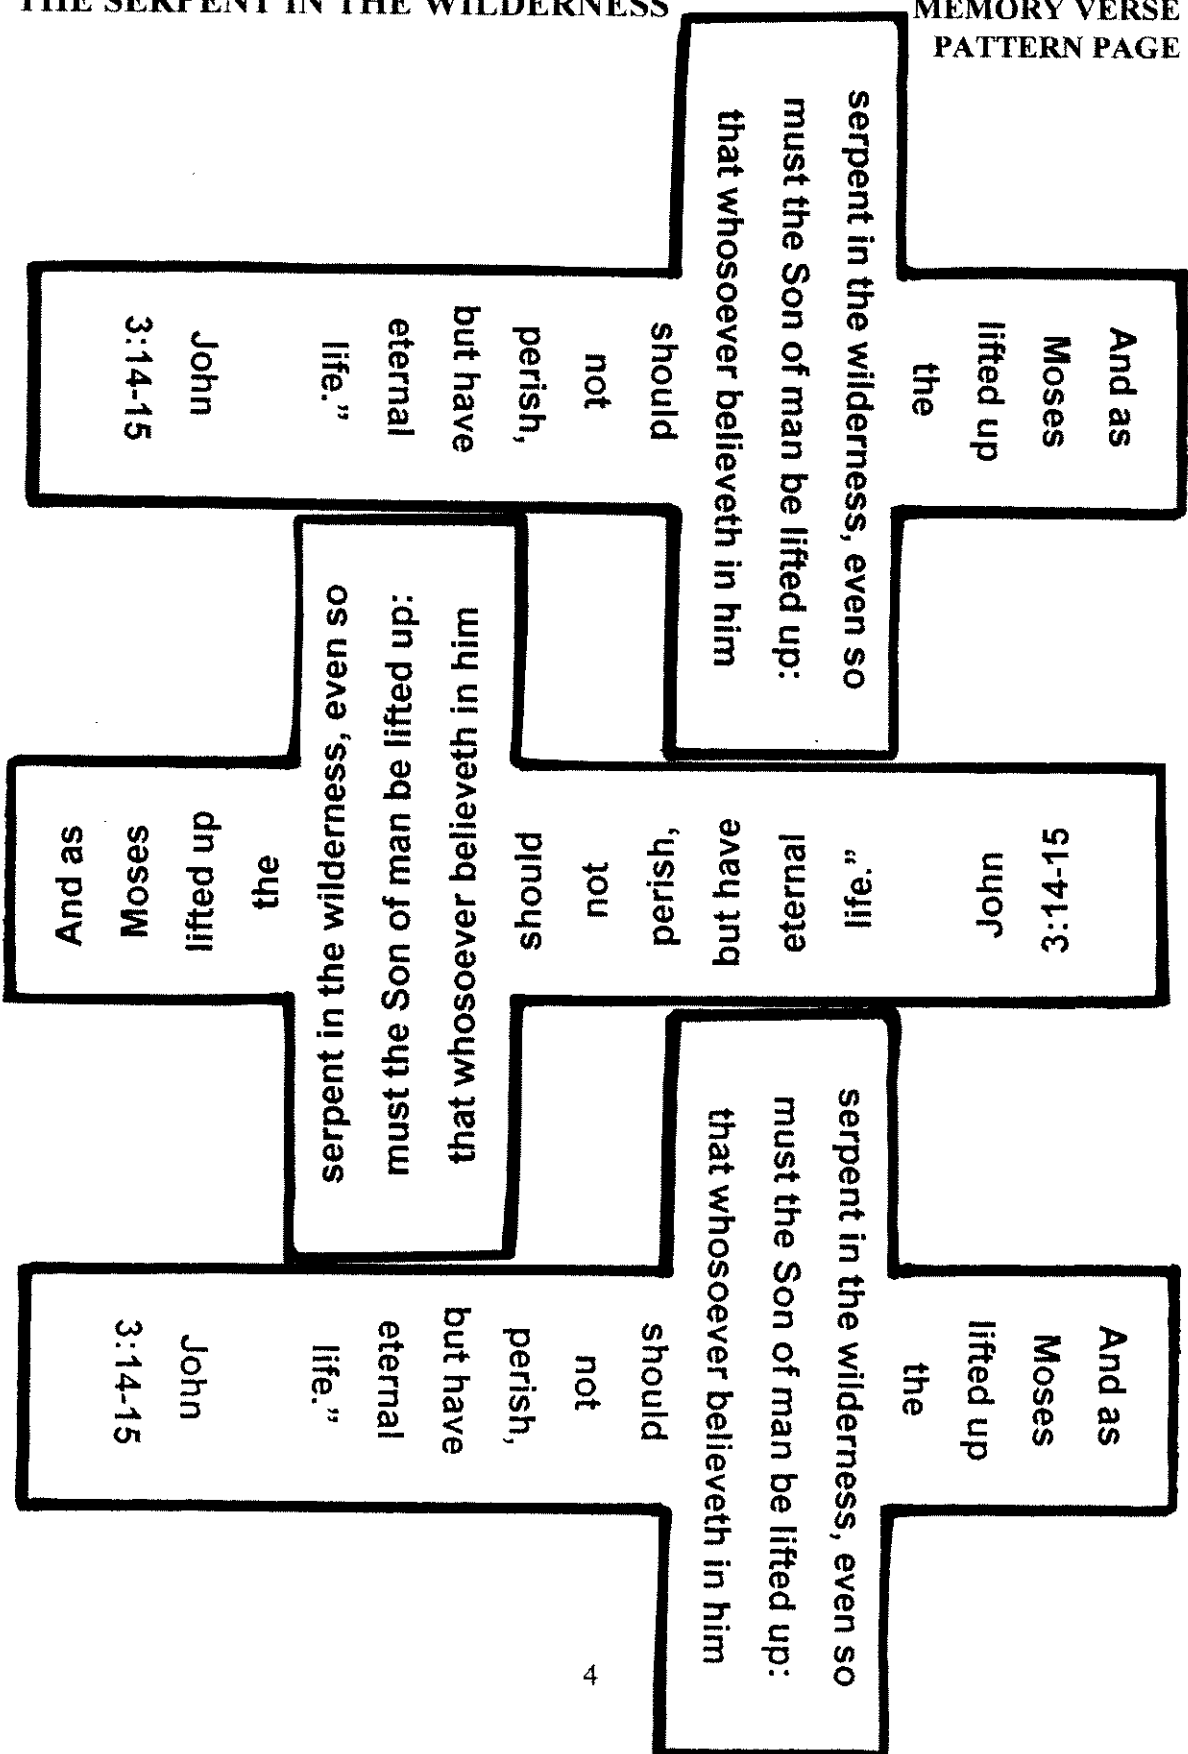 THE SERPENT IN THE WILDERNESS
MEMORY VERSE
PATTERN PAGE
And as
Moses
lifted up
the
serpent in the wilderness, even so
must the Son of man be lifted up:
that whosoever believeth in him
should
not
perish,
but have
eternal
life.”
John
3:14-15
And as
Moses
lifted up
the
serpent in the wilderness, even so
must the Son of man be lifted up:
that whosoever believeth in him
should
not
perish,
but have
eternal
life.“
John
3:14-15
And as
Moses
lifted up
the
serpent in the wilderness, even so
must the Son of man be lifted up:
that whosoever believeth in him
should
not
perish,
but have
eternal
life.”
John
3:14-15
4